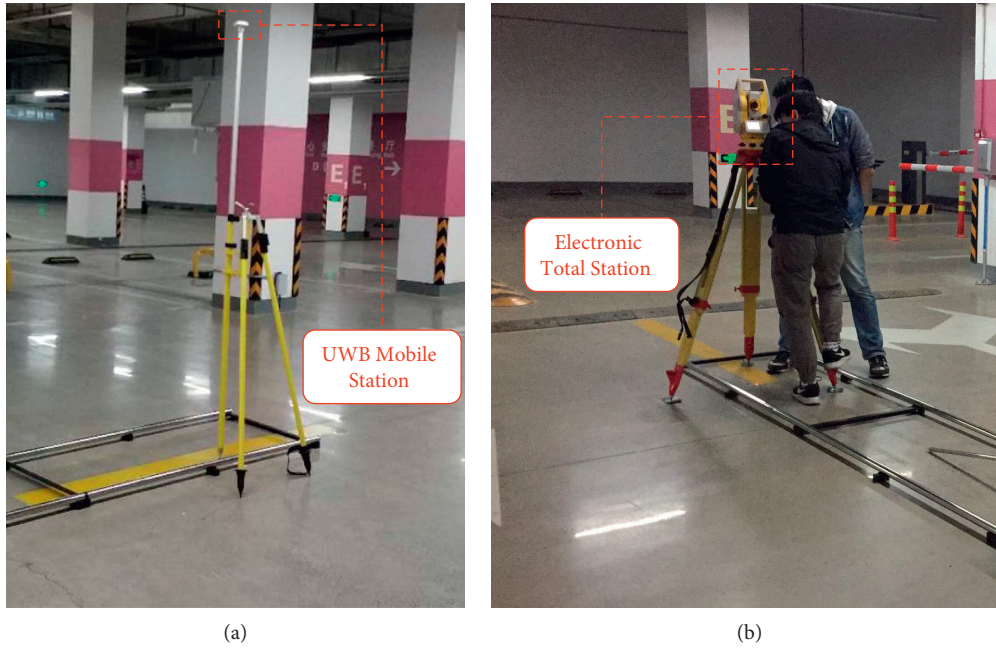 E
E
→
UWB Mobile
Station
E
Electronic
Total Station
(a)
(b)